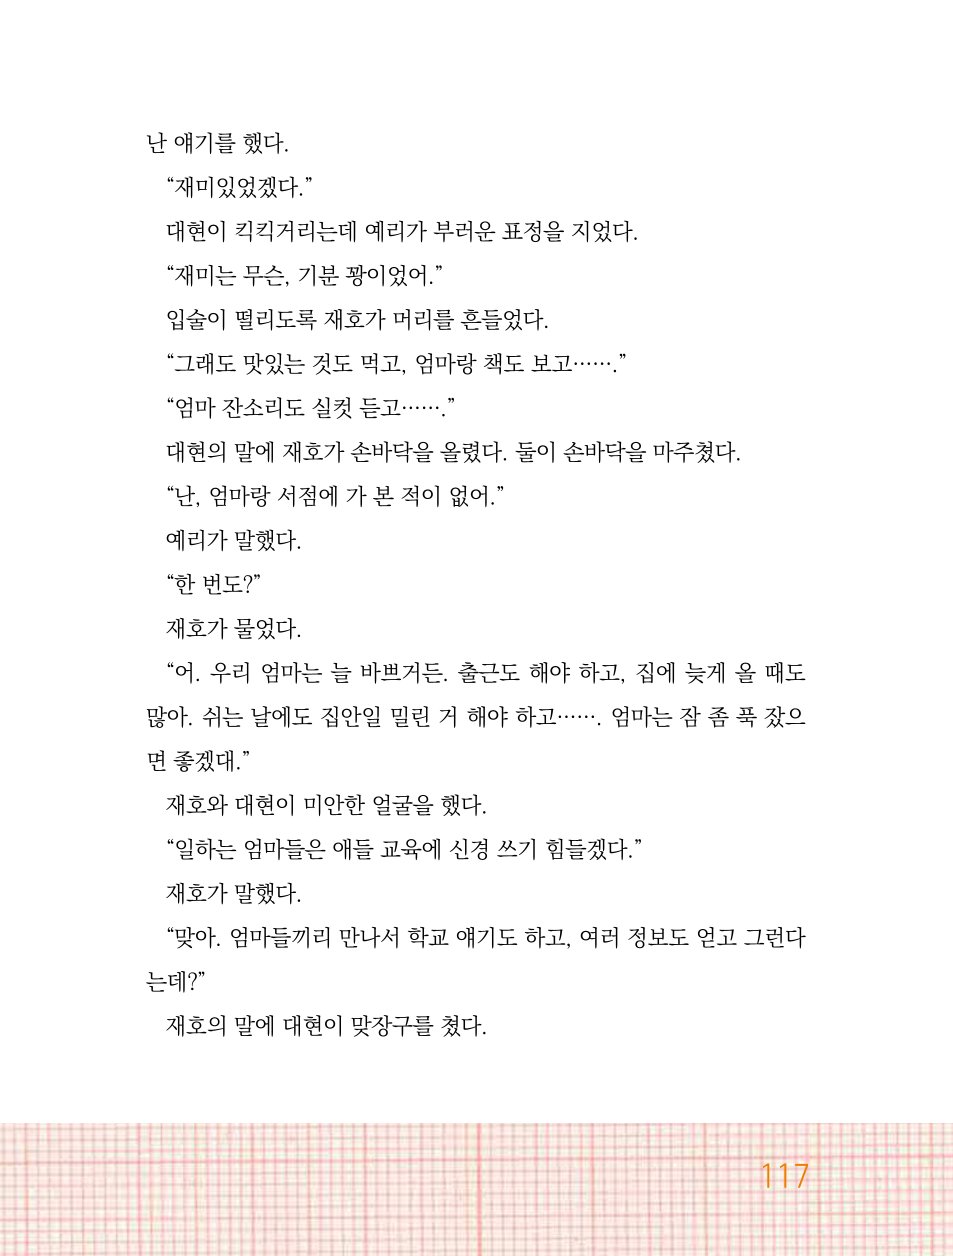 난 얘기를 했다.
“재미있었겠다.”
대현이 킥킥거리는데 예리가 부러운 표정을 지었다.
“재미는 무슨, 기분 꽝이었어.”
입술이 떨리도록 재호가 머리를 흔들었다.
“그래도 맛있는 것도 먹고, 엄마랑 책도 보고…….”
“엄마 잔소리도 실컷 듣고…….”
대현의 말에 재호가 손바닥을 올렸다. 둘이 손바닥을 마주쳤다.
“난, 엄마랑 서점에 가 본 적이 없어.”
예리가 말했다.
“한 번도?”
재호가 물었다.
“어. 우리 엄마는 늘 바쁘거든. 출근도 해야 하고, 집에 늦게 올 때도
많아. 쉬는 날에도 집안일 밀린 거 해야 하고……. 엄마는 잠 좀 푹 잤으
면 좋겠대.”
재호와 대현이 미안한 얼굴을 했다.
“일하는 엄마들은 애들 교육에 신경 쓰기 힘들겠다.”
재호가 말했다.
“맞아. 엄마들끼리 만나서 학교 얘기도 하고, 여러 정보도 얻고 그런다
는데?”
재호의 말에 대현이 맞장구를 쳤다.
117